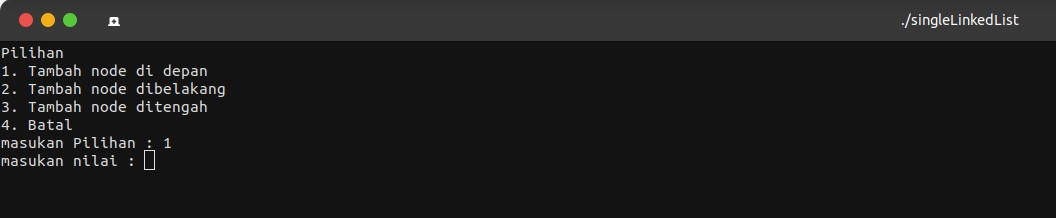 ./singleLinkedList
Pilihan
1. Tambah node di depan
2. Tambah node dibelakang
3. Tambah node ditengah
4. Batal
masukan Pilihan : 1
masukan nilai :